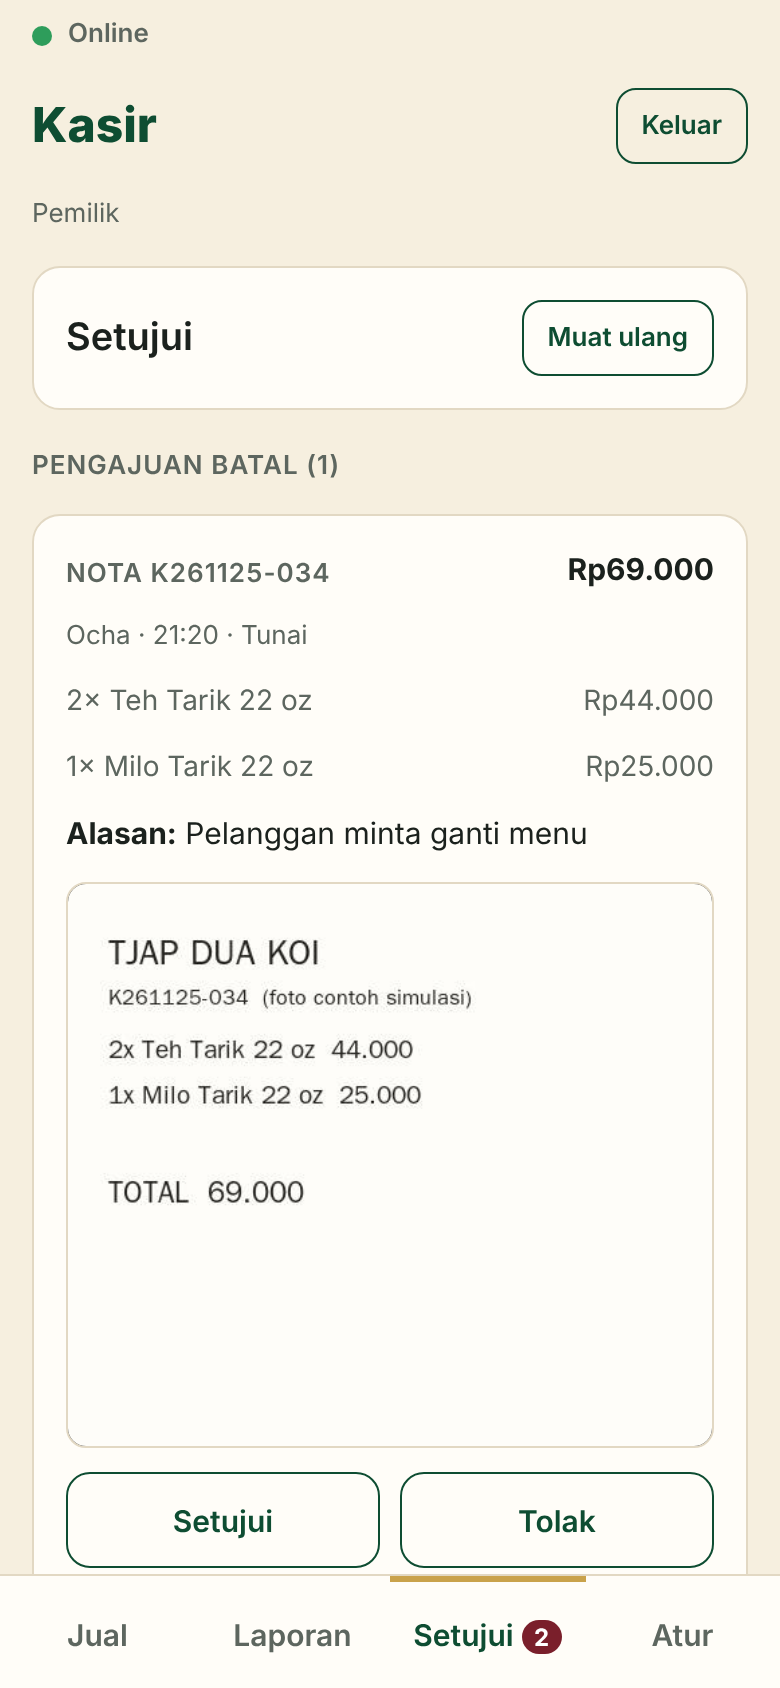 Online
Kasir
Keluar
Pemilik
Setujui
Muat ulang
PENGAJUAN BATAL (1)
NOTA K261125-034 Rp69.000
Ocha · 21:20 · Tunai
2× Teh Tarik 22 oz Rp44.000
1× Milo Tarik 22 oz Rp25.000
Alasan: Pelanggan minta ganti menu
TJAP DUA KOI
K261125-034 (foto contoh simulasi)
2x Teh Tarik 22 oz 44.000
1x Milo Tarik 22 oz 25.000
TOTAL 69.000
Setujui Tolak
Jual Laporan Setujui 2 Atur